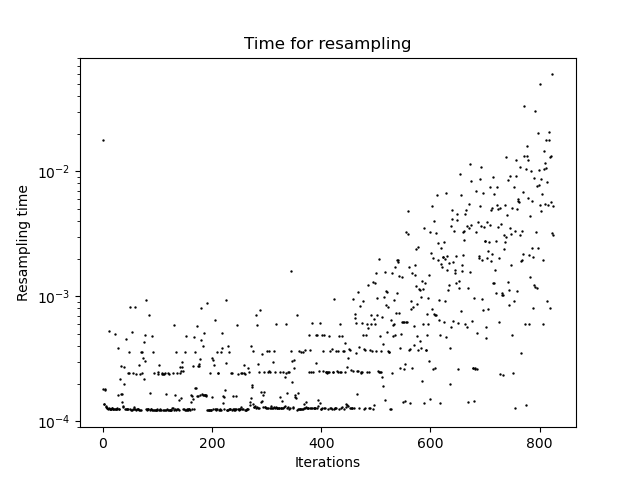 Time for resampling
Resampling time
10⁻²
10⁻³
10⁻⁴
0 200 400 600 800
Iterations